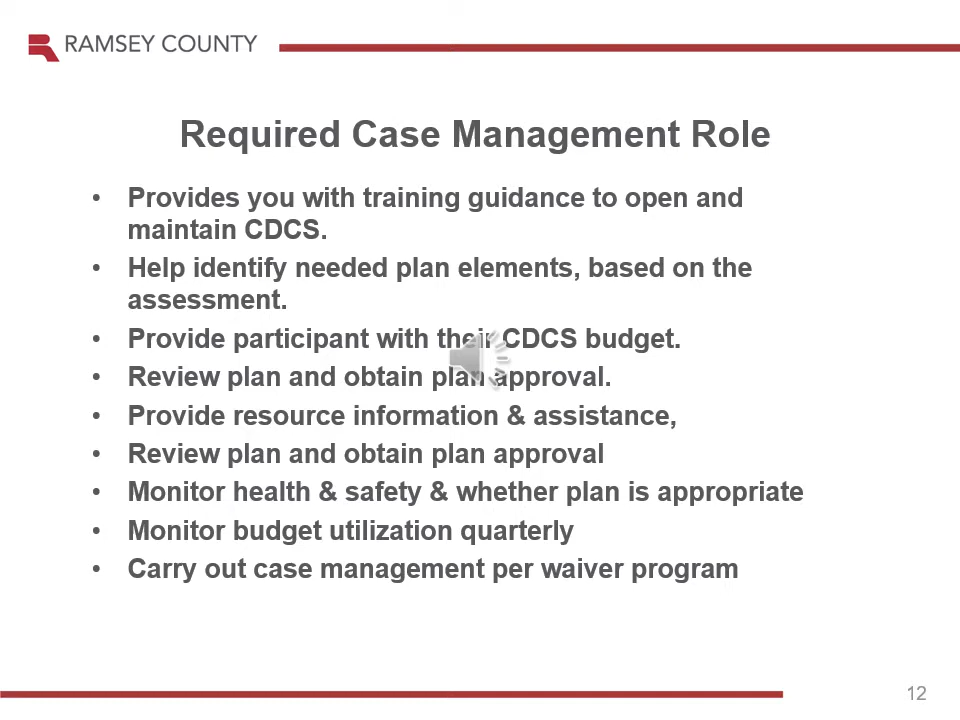 RAMSEY COUNTY
Required Case Management Role
• Provides you with training guidance to open and
maintain CDCS.
• Help identify needed plan elements, based on the
assessment.
• Provide participant with their CDCS budget.
• Review plan and obtain plan approval.
• Provide resource information & assistance,
• Review plan and obtain plan approval
• Monitor health & safety & whether plan is appropriate
• Monitor budget utilization quarterly
• Carry out case management per waiver program
12